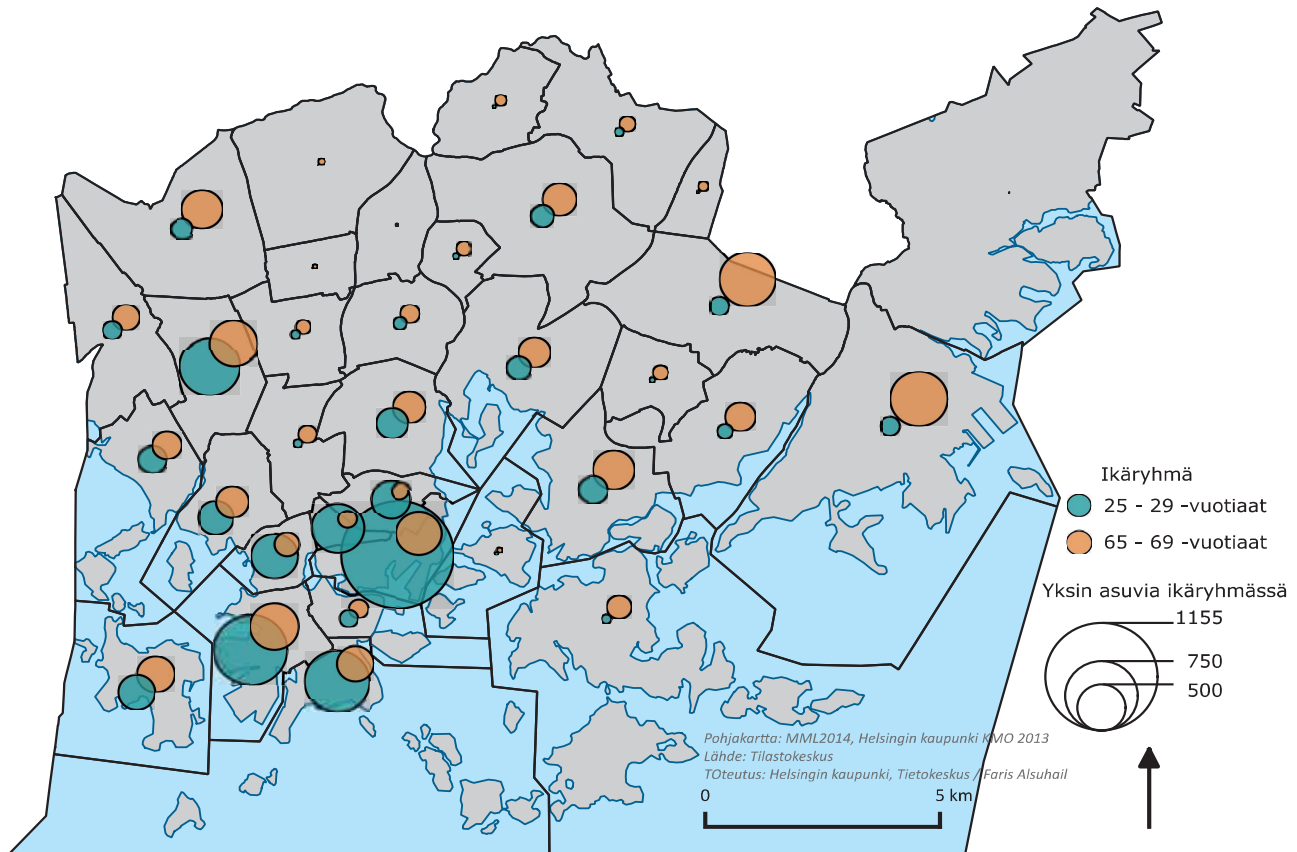 Ikäryhmä
25 - 29 -vuotiaat
65 - 69 -vuotiaat
Yksin asuvia ikäryhmässä
1155
750
500
Pohjakartta: MML2014, Helsingin kaupunki KMO 2013
Lähde: Tilastokeskus
TOteutus: Helsingin kaupunki, Tietokeskus / Faris Alsuhail
0 5 km